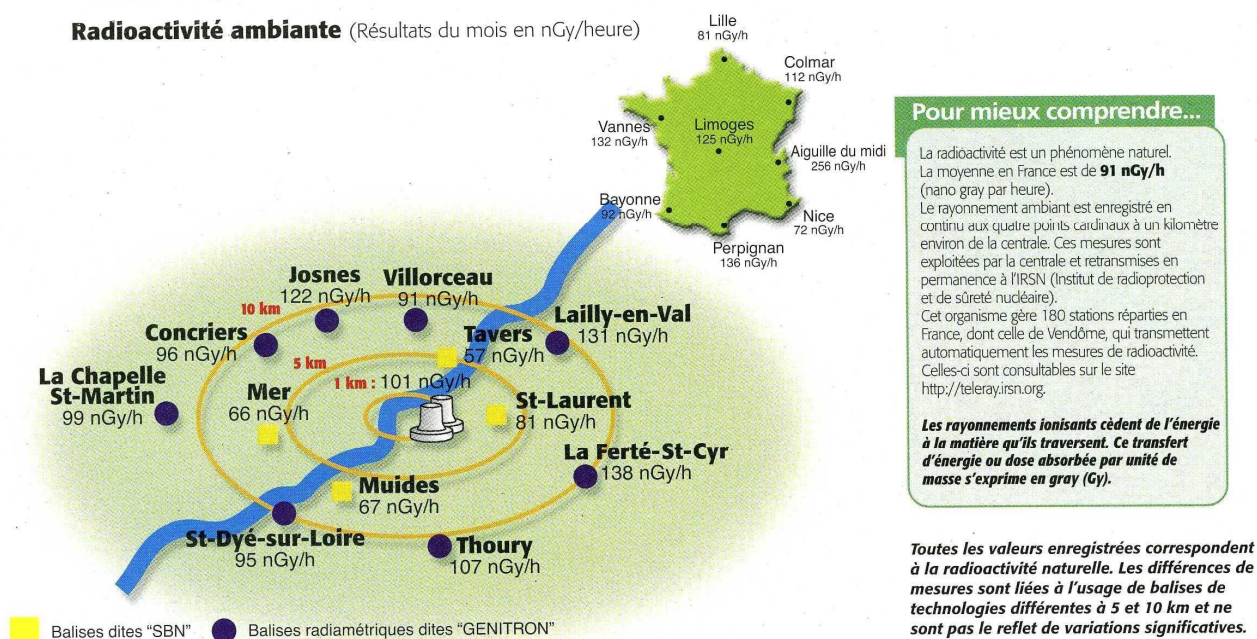 Radioactivité ambiante (Résultats du mois en nGy/heure)
Lille
81 nGy/h
Colmar
112 nGy/h
Vannes
132 nGy/h
Limoges
125 nGy/h
Aiguille du midi
256 nGy/h
Bayonne
92 nGy/h
Nice
72 nGy/h
Perpignan
136 nGy/h
Josnes
122 nGy/h
Villorceau
91 nGy/h
10 km
Concriers
96 nGy/h
Tavers
57 nGy/h
Lailly-en-Val
131 nGy/h
5 km
1 km : 101 nGy/h
La Chapelle
St-Martin
99 nGy/h
Mer
66 nGy/h
St-Laurent
81 nGy/h
La Ferté-St-Cyr
138 nGy/h
Muides
67 nGy/h
St-Dyé-sur-Loire
95 nGy/h
Thoury
107 nGy/h
Balises dites “SBN”
Balises radiamétriques dites “GENITRON”
Pour mieux comprendre...
La radioactivité est un phénomène naturel.
La moyenne en France est de 91 nGy/h
(nano gray par heure).
Le rayonnement ambiant est enregistré en
continu aux quatre points cardinaux à un kilomètre
environ de la centrale. Ces mesures sont
exploitées par la centrale et retransmises en
permanence à l'IRSN (Institut de radioprotection
et de sûreté nucléaire).
Cet organisme gère 180 stations réparties en
France, dont celle de Vendôme, qui transmettent
automatiquement les mesures de radioactivité.
Celles-ci sont consultables sur le site
http://teleray.irsn.org.
Les rayonnements ionisants cèdent de l'énergie
à la matière qu'ils traversent. Ce transfert
d'énergie ou dose absorbée par unité de
masse s'exprime en gray (Gy).
Toutes les valeurs enregistrées correspondent
à la radioactivité naturelle. Les différences de
mesures sont liées à l'usage de balises de
technologies différentes à 5 et 10 km et ne
sont pas le reflet de variations significatives.